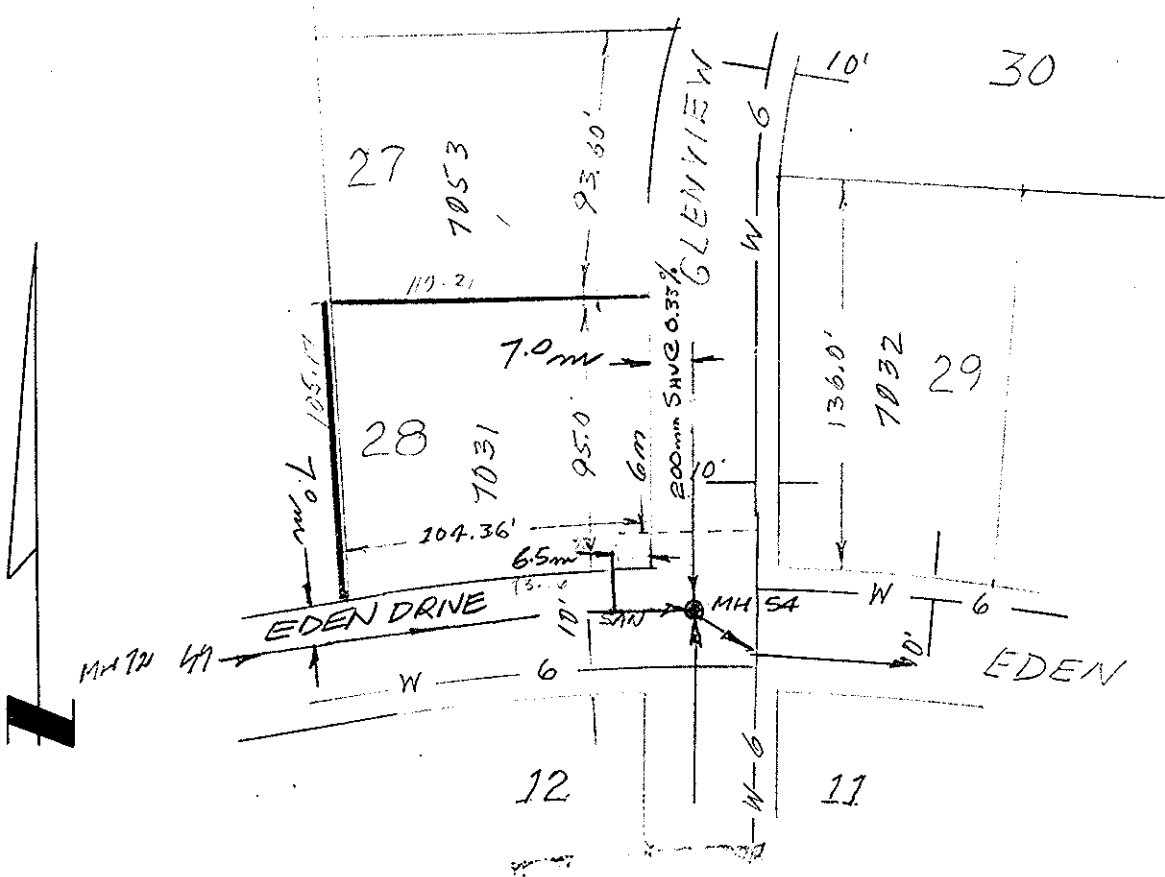 10'
30
GLENVIEW
6
27
7053
93.60'
W
119.21
200mm SAN @ 0.33%
7.0m
136.0'
7032
29
105.17
28
7031
95.0
6m
10'
7.0m
104.36'
6.5m
EDEN DRIVE
10'
SAN
MH 54
W
6'
MH 72
W
6
10'
EDEN
12
W-6
11